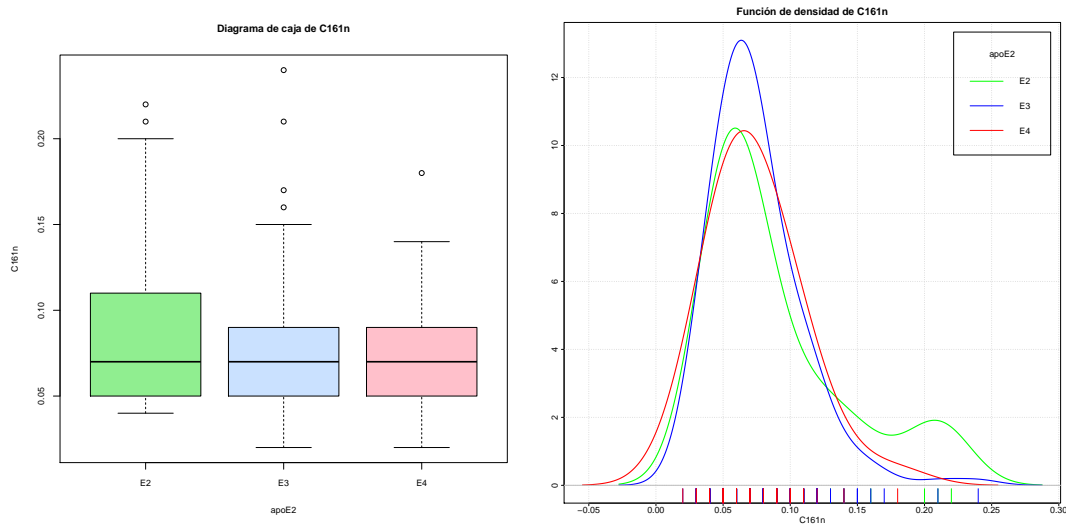 Diagrama de caja de C161n
C161n
0.05
0.10
0.15
0.20
E2
E3
E4
apoE2
Función de densidad de C161n
apoE2
E2
E3
E4
0
2
4
6
8
10
12
−0.05
0.00
0.05
0.10
0.15
0.20
0.25
0.30
C161n